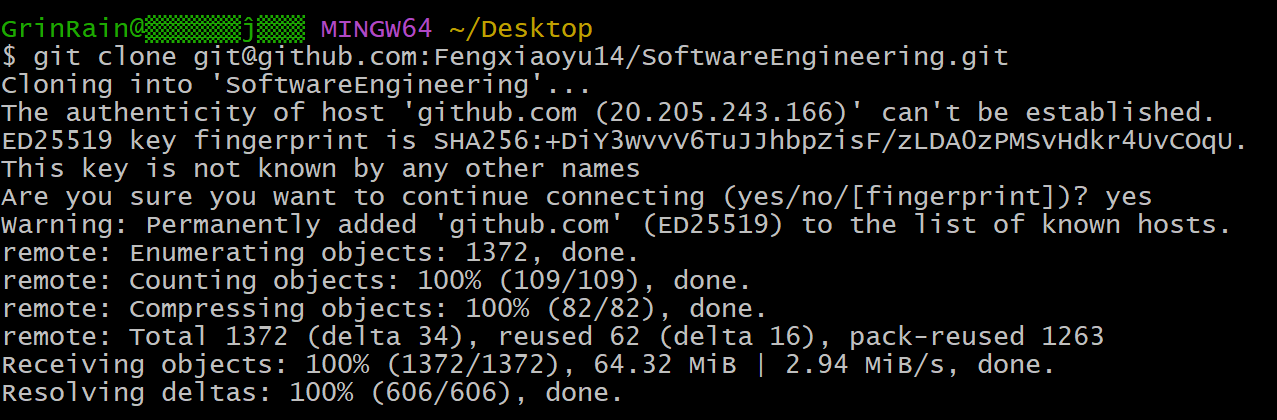 GrinRain@▒▒▒▒▒▒ĵ▒▒▒ MINGW64 ~/Desktop
$ git clone git@github.com:Fengxiaoyu14/SoftwareEngineering.git
Cloning into 'SoftwareEngineering'...
The authenticity of host 'github.com (20.205.243.166)' can't be established.
ED25519 key fingerprint is SHA256:+DiY3wvvV6TuJJhbpZisF/zLDA0zPMSvHdkr4UvCOqU.
This key is not known by any other names
Are you sure you want to continue connecting (yes/no/[fingerprint])? yes
Warning: Permanently added 'github.com' (ED25519) to the list of known hosts.
remote: Enumerating objects: 1372, done.
remote: Counting objects: 100% (109/109), done.
remote: Compressing objects: 100% (82/82), done.
remote: Total 1372 (delta 34), reused 62 (delta 16), pack-reused 1263
Receiving objects: 100% (1372/1372), 64.32 MiB | 2.94 MiB/s, done.
Resolving deltas: 100% (606/606), done.